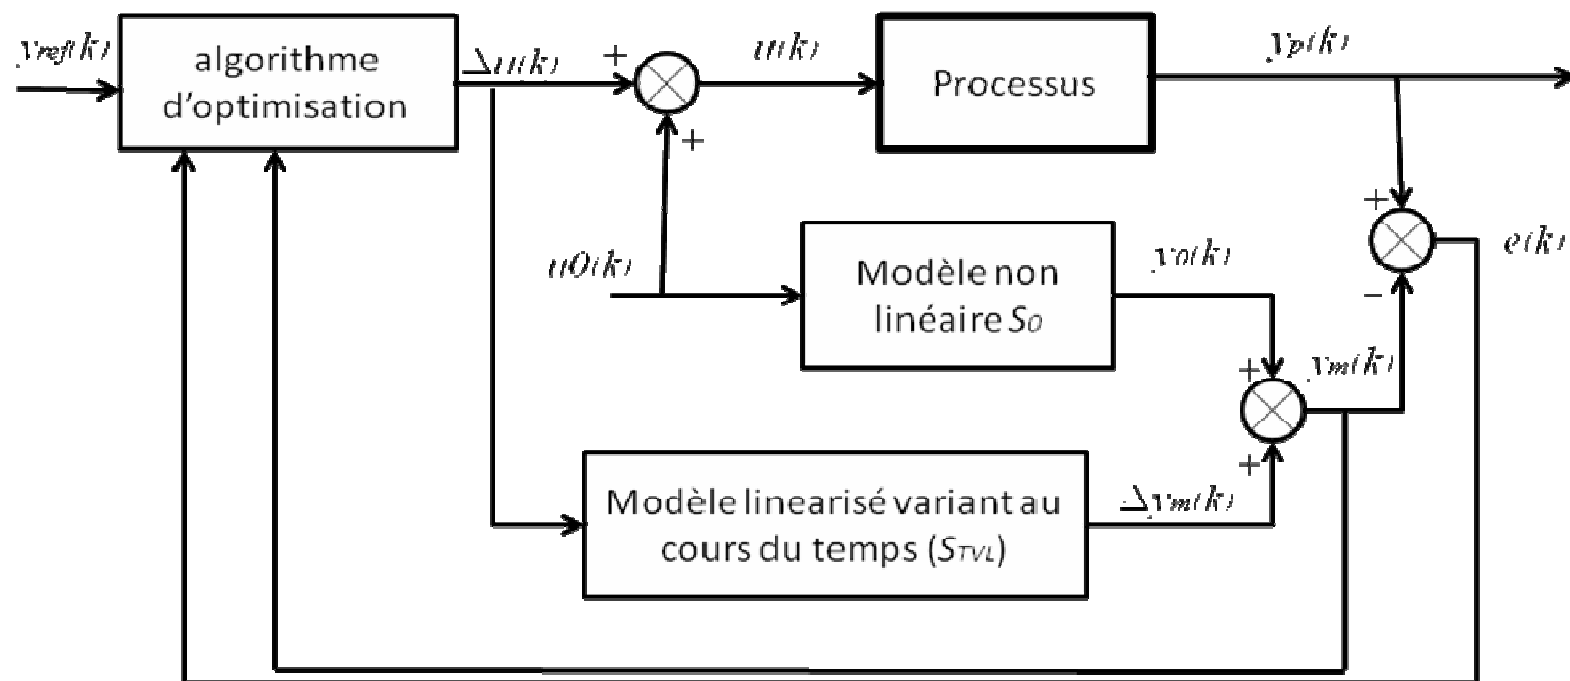 yref(k)
algorithme
d'optimisation
Δu(k)
+
u(k)
Processus
yp(k)
+
+
u0(k)
Modèle non
linéaire S0
y0(k)
e(k)
−
+
ym(k)
+
Modèle linearisé variant au
cours du temps (STVL)
Δym(k)